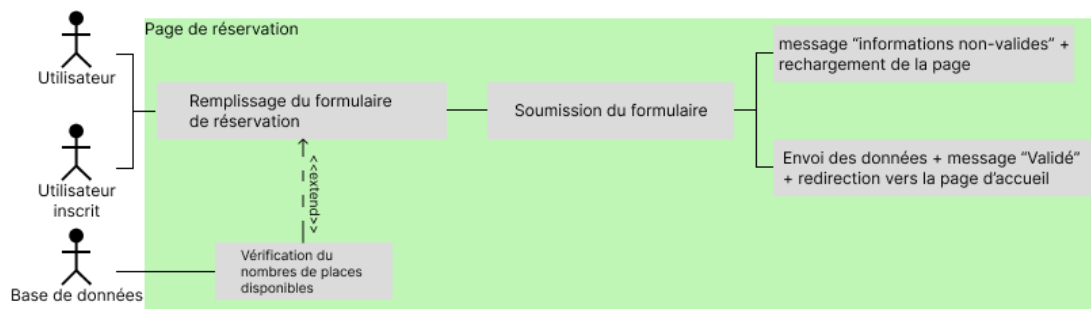 Page de réservation
Utilisateur
Utilisateur
inscrit
Base de données
Remplissage du formulaire
de réservation
<<extend>>
Vérification du
nombres de places
disponibles
Soumission du formulaire
message “informations non-valides” +
rechargement de la page
Envoi des données + message “Validé”
+ redirection vers la page d’accueil